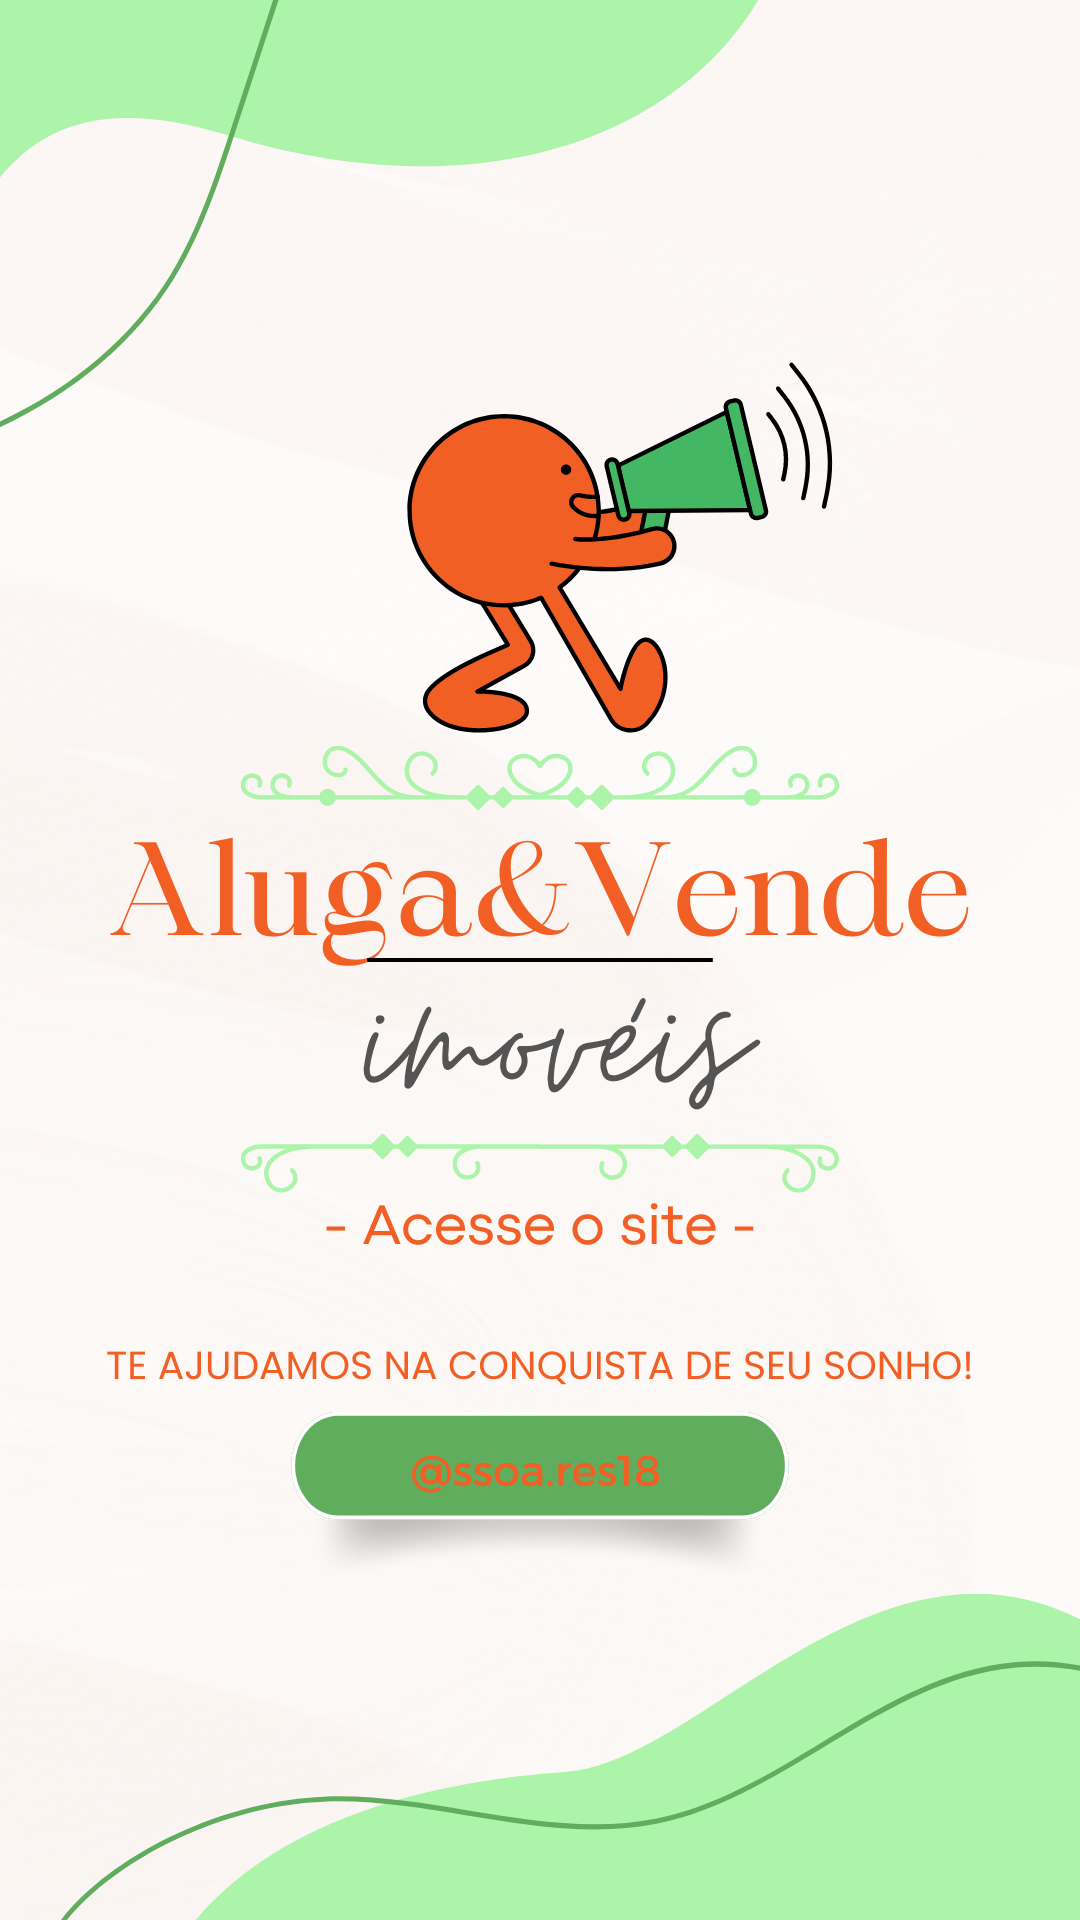 Aluga&Vende
imovéis
- Acesse o site -
TE AJUDAMOS NA CONQUISTA DE SEU SONHO!
@ssoa.res18